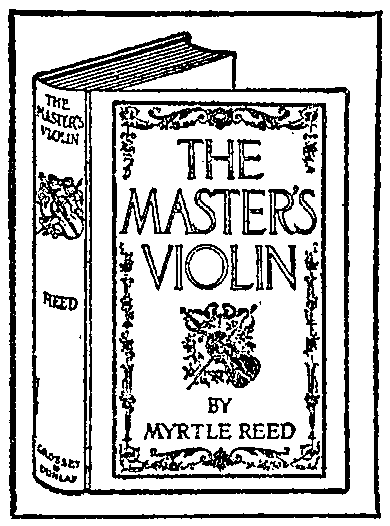 THE
MASTER'S
VIOLIN
REED
GROSSET
&
DUNLAP
THE
MASTER'S
VIOLIN
BY
MYRTLE REED